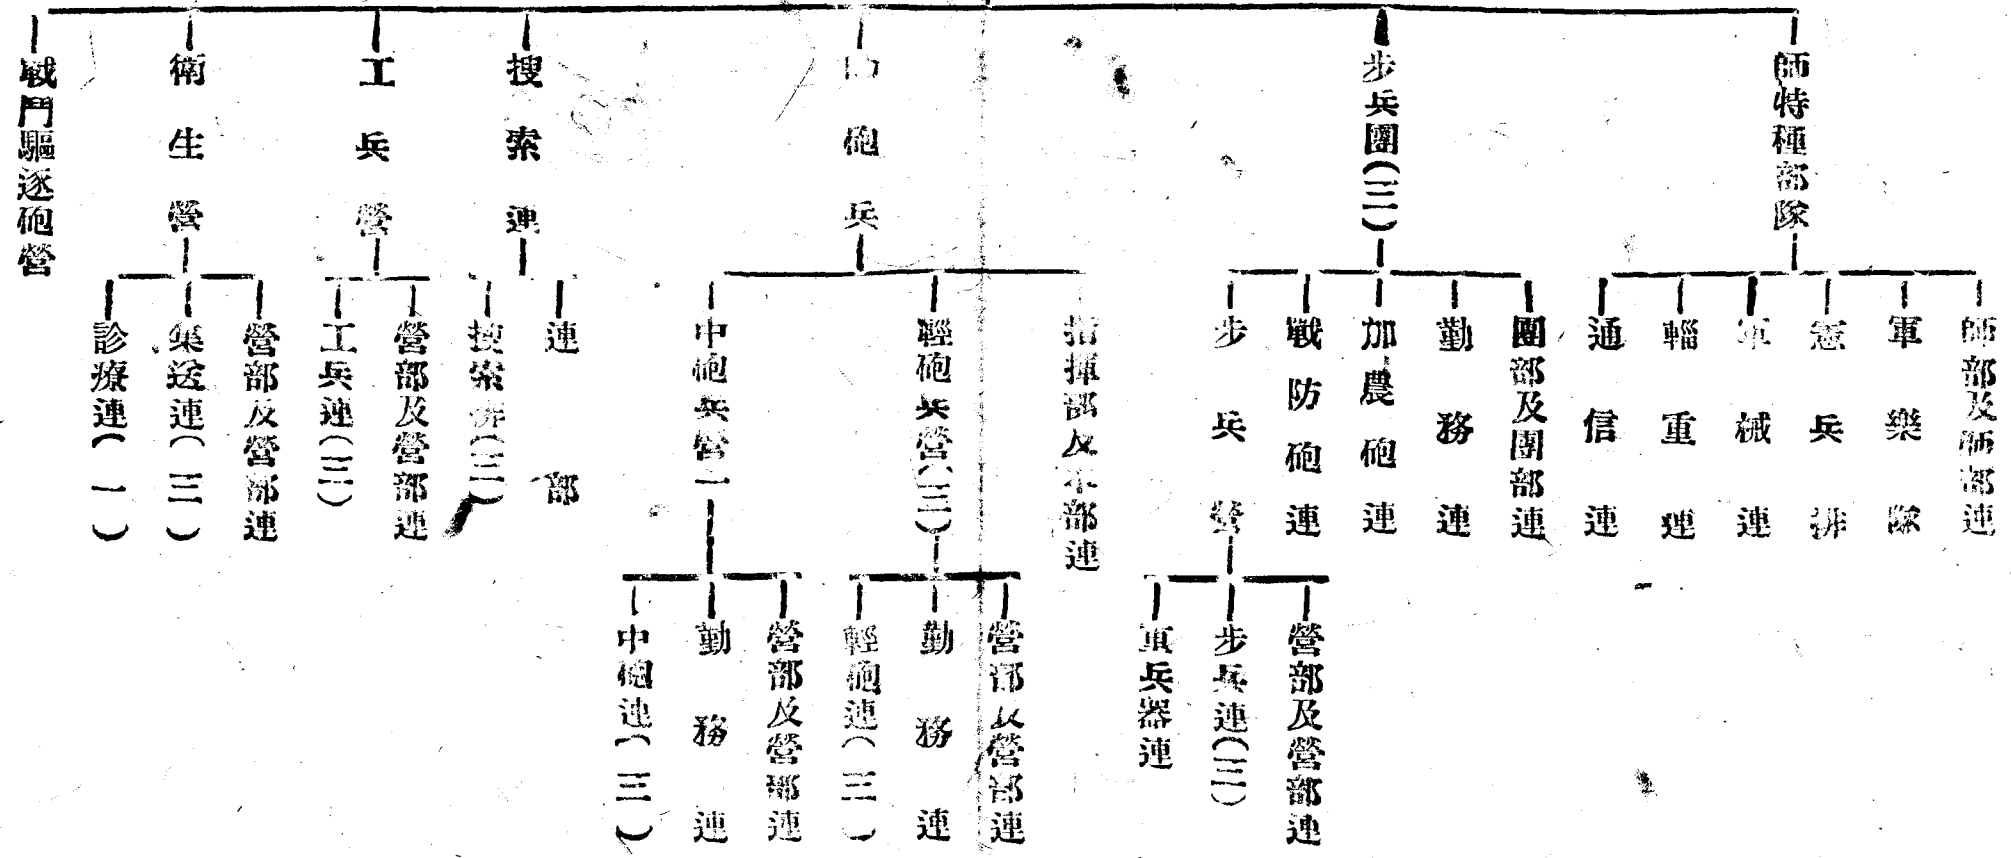 師特種部隊
步兵團(三)
砲兵
搜索連
工兵營
衛生營
戰鬥驅逐砲營
師部及師部連
軍樂隊
憲兵排
軍械連
輜重連
通信連
團部及團部連
勤務連
加農砲連
戰防砲連
步兵營
指揮部及本部連
輕砲兵營(三)
中砲兵營一
連部
搜索排(三)
營部及營部連
工兵連(三)
營部及營部連
集送連(三)
診療連(一)
營部及營部連
步兵連(三)
重兵器連
營部及營部連
勤務連
輕砲連(三)
營部及營部連
勤務連
中砲連(三)